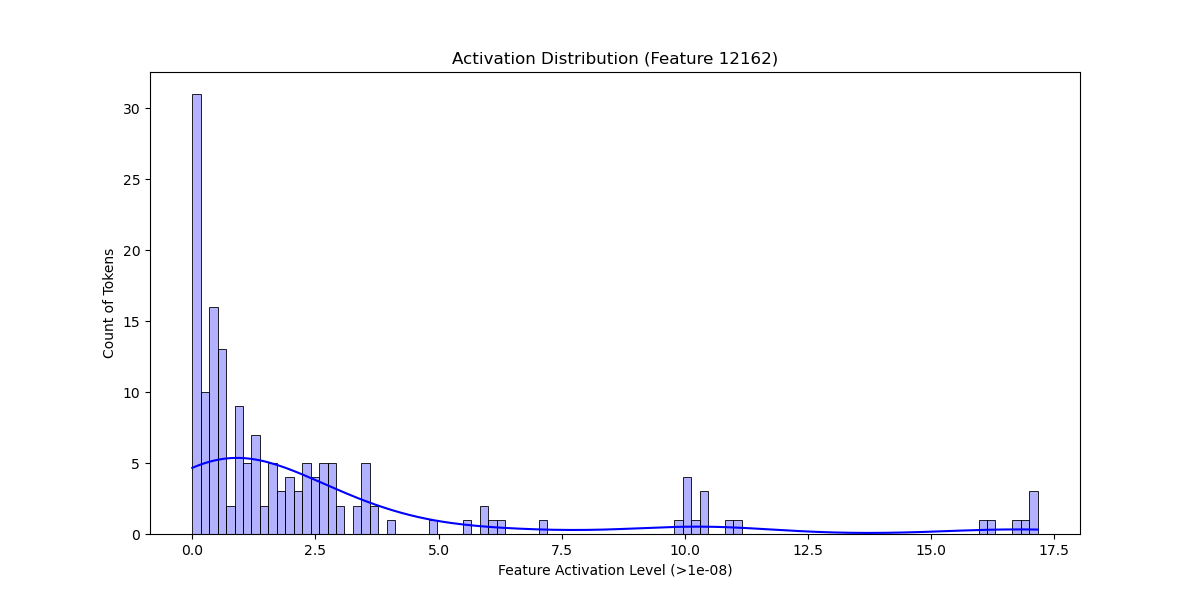 Activation Distribution (Feature 12162)
Count of Tokens
30
25
20
15
10
5
0
0.0 2.5 5.0 7.5 10.0 12.5 15.0 17.5
Feature Activation Level (>1e-08)